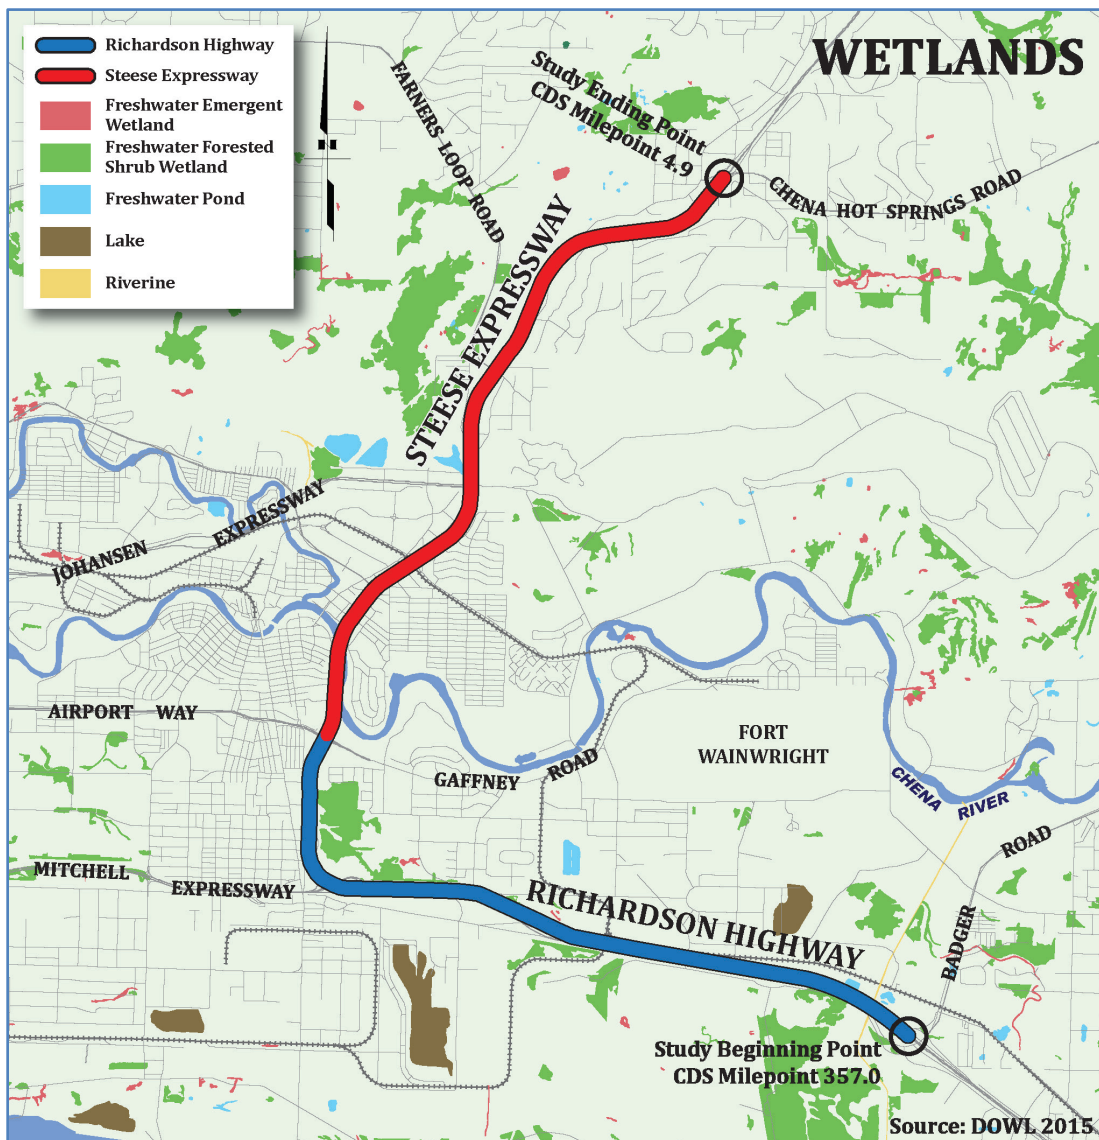 WETLANDS
Richardson Highway
Steese Expressway
Freshwater Emergent
Wetland
Freshwater Forested
Shrub Wetland
Freshwater Pond
Lake
Riverine
Study Ending Point
CDS Milepoint 4.9
FARNERS LOOP ROAD
CHENA HOT SPRINGS ROAD
STEESE EXPRESSWAY
JOHANSEN EXPRESSWAY
AIRPORT WAY
GAFFNEY ROAD
FORT
WAINWRIGHT
CHENA RIVER
BADGER ROAD
MITCHELL EXPRESSWAY
RICHARDSON HIGHWAY
Study Beginning Point
CDS Milepoint 357.0
Source: DOWL 2015